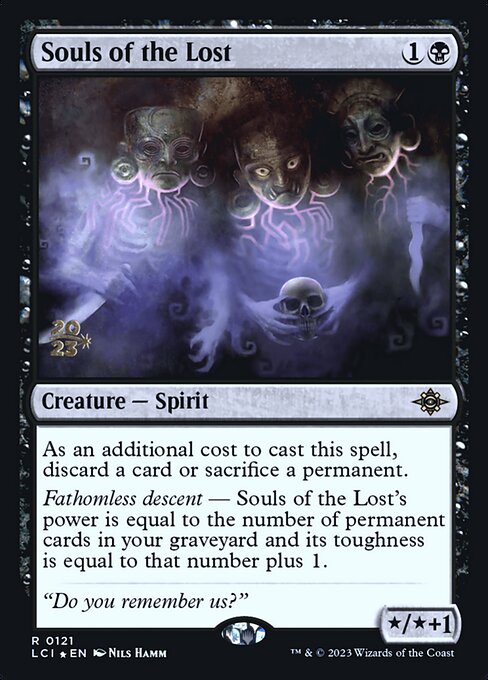 Souls of the Lost 1
20
23
Creature — Spirit
As an additional cost to cast this spell,
discard a card or sacrifice a permanent.
Fathomless descent — Souls of the Lost's
power is equal to the number of permanent
cards in your graveyard and its toughness
is equal to that number plus 1.
“Do you remember us?”
★/★+1
R 0121
LCI ★ EN Nils Hamm ™ & © 2023 Wizards of the Coast